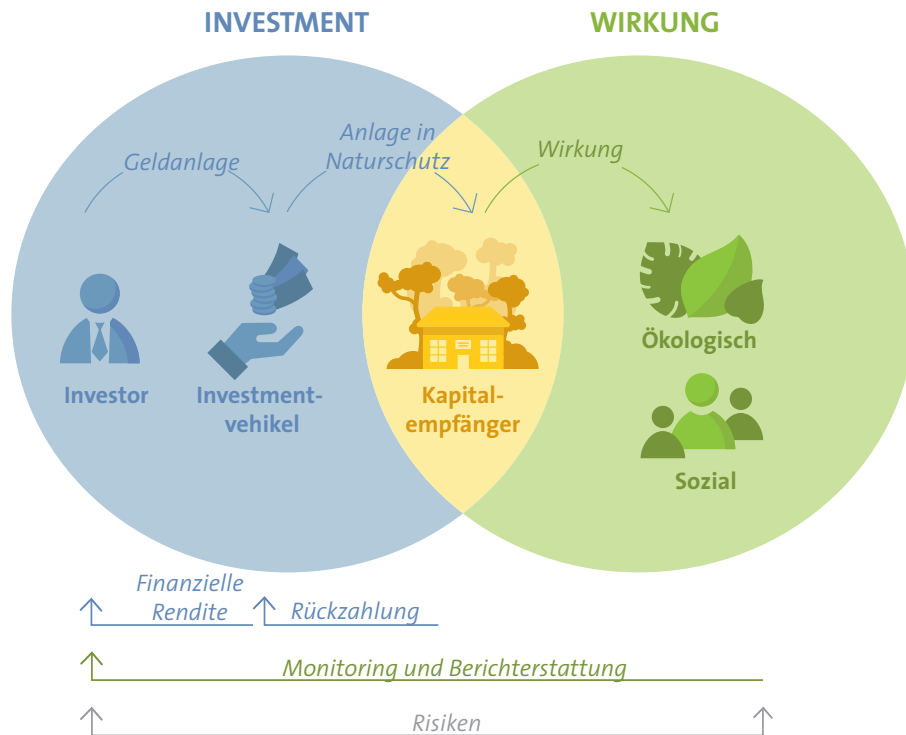 INVESTMENT
WIRKUNG
Geldanlage
Anlage in
Naturschutz
Wirkung
Investor
Investment-
vehikel
Kapital-
empfänger
Ökologisch
Sozial
Finanzielle
Rendite
Rückzahlung
Monitoring und Berichterstattung
Risiken